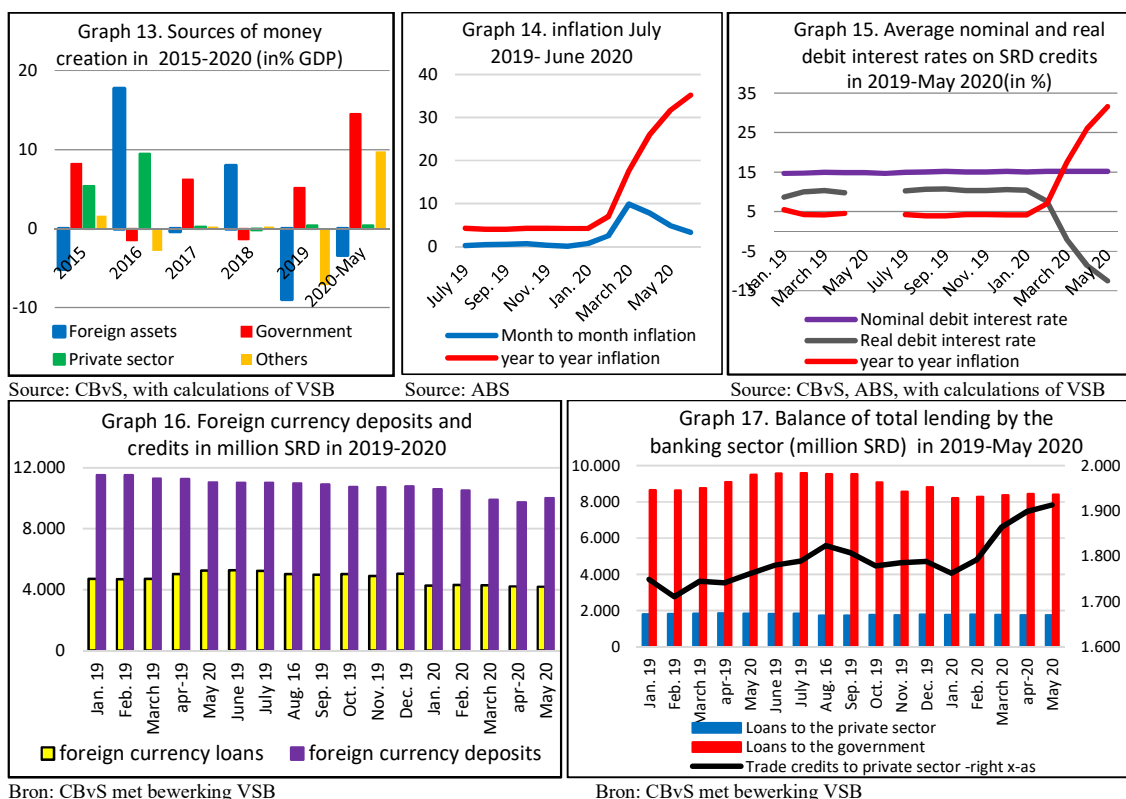 Graph 13. Sources of money
creation in 2015-2020 (in% GDP)
20
10
0
-10
2015
2016
2017
2018
2019
2020-May
Foreign assets
Government
Private sector
Others
Source: CBvS, with calculations of VSB
Graph 14. inflation July
2019- June 2020
40
30
20
10
0
July 19
Sep. 19
Nov. 19
Jan. 20
March 20
May 20
Month to month inflation
year to year inflation
Source: ABS
Graph 15. Average nominal and real
debit interest rates on SRD credits
in 2019-May 2020(in %)
35
25
15
5
-5
-15
Jan. 19
March 19
May 20
July 19
Sep. 19
Nov. 19
Jan. 20
March 20
May 20
Nominal debit interest rate
Real debit interest rate
year to year inflation
Source: CBvS, ABS, with calculations of VSB
Graph 16. Foreign currency deposits and
credits in million SRD in 2019-2020
12.000
8.000
4.000
0
Jan. 19
Feb. 19
March 19
apr-19
May 20
June 19
July 19
Aug. 16
Sep. 19
Oct. 19
Nov. 19
Dec. 19
Jan. 20
Feb. 20
March 20
apr-20
May 20
foreign currency loans
foreign currency deposits
Bron: CBvS met bewerking VSB
Graph 17. Balance of total lending by the
banking sector (million SRD) in 2019-May 2020
10.000
8.000
6.000
4.000
2.000
0
2.000
1.900
1.800
1.700
1.600
Jan. 19
Feb. 19
March 19
apr-19
May 20
June 19
July 19
Aug. 16
Sep. 19
Oct. 19
Nov. 19
Dec. 19
Jan. 20
Feb. 20
March 20
apr-20
May 20
Loans to the private sector
Loans to the government
Trade credits to private sector -right x-as
Bron: CBvS met bewerking VSB